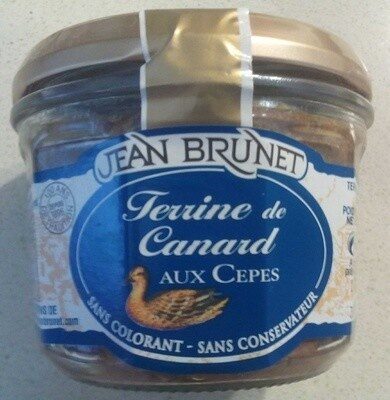 JEAN BRUNET
Terrine de
Canard
AUX CEPES
SANS COLORANT - SANS CONSERVATEUR